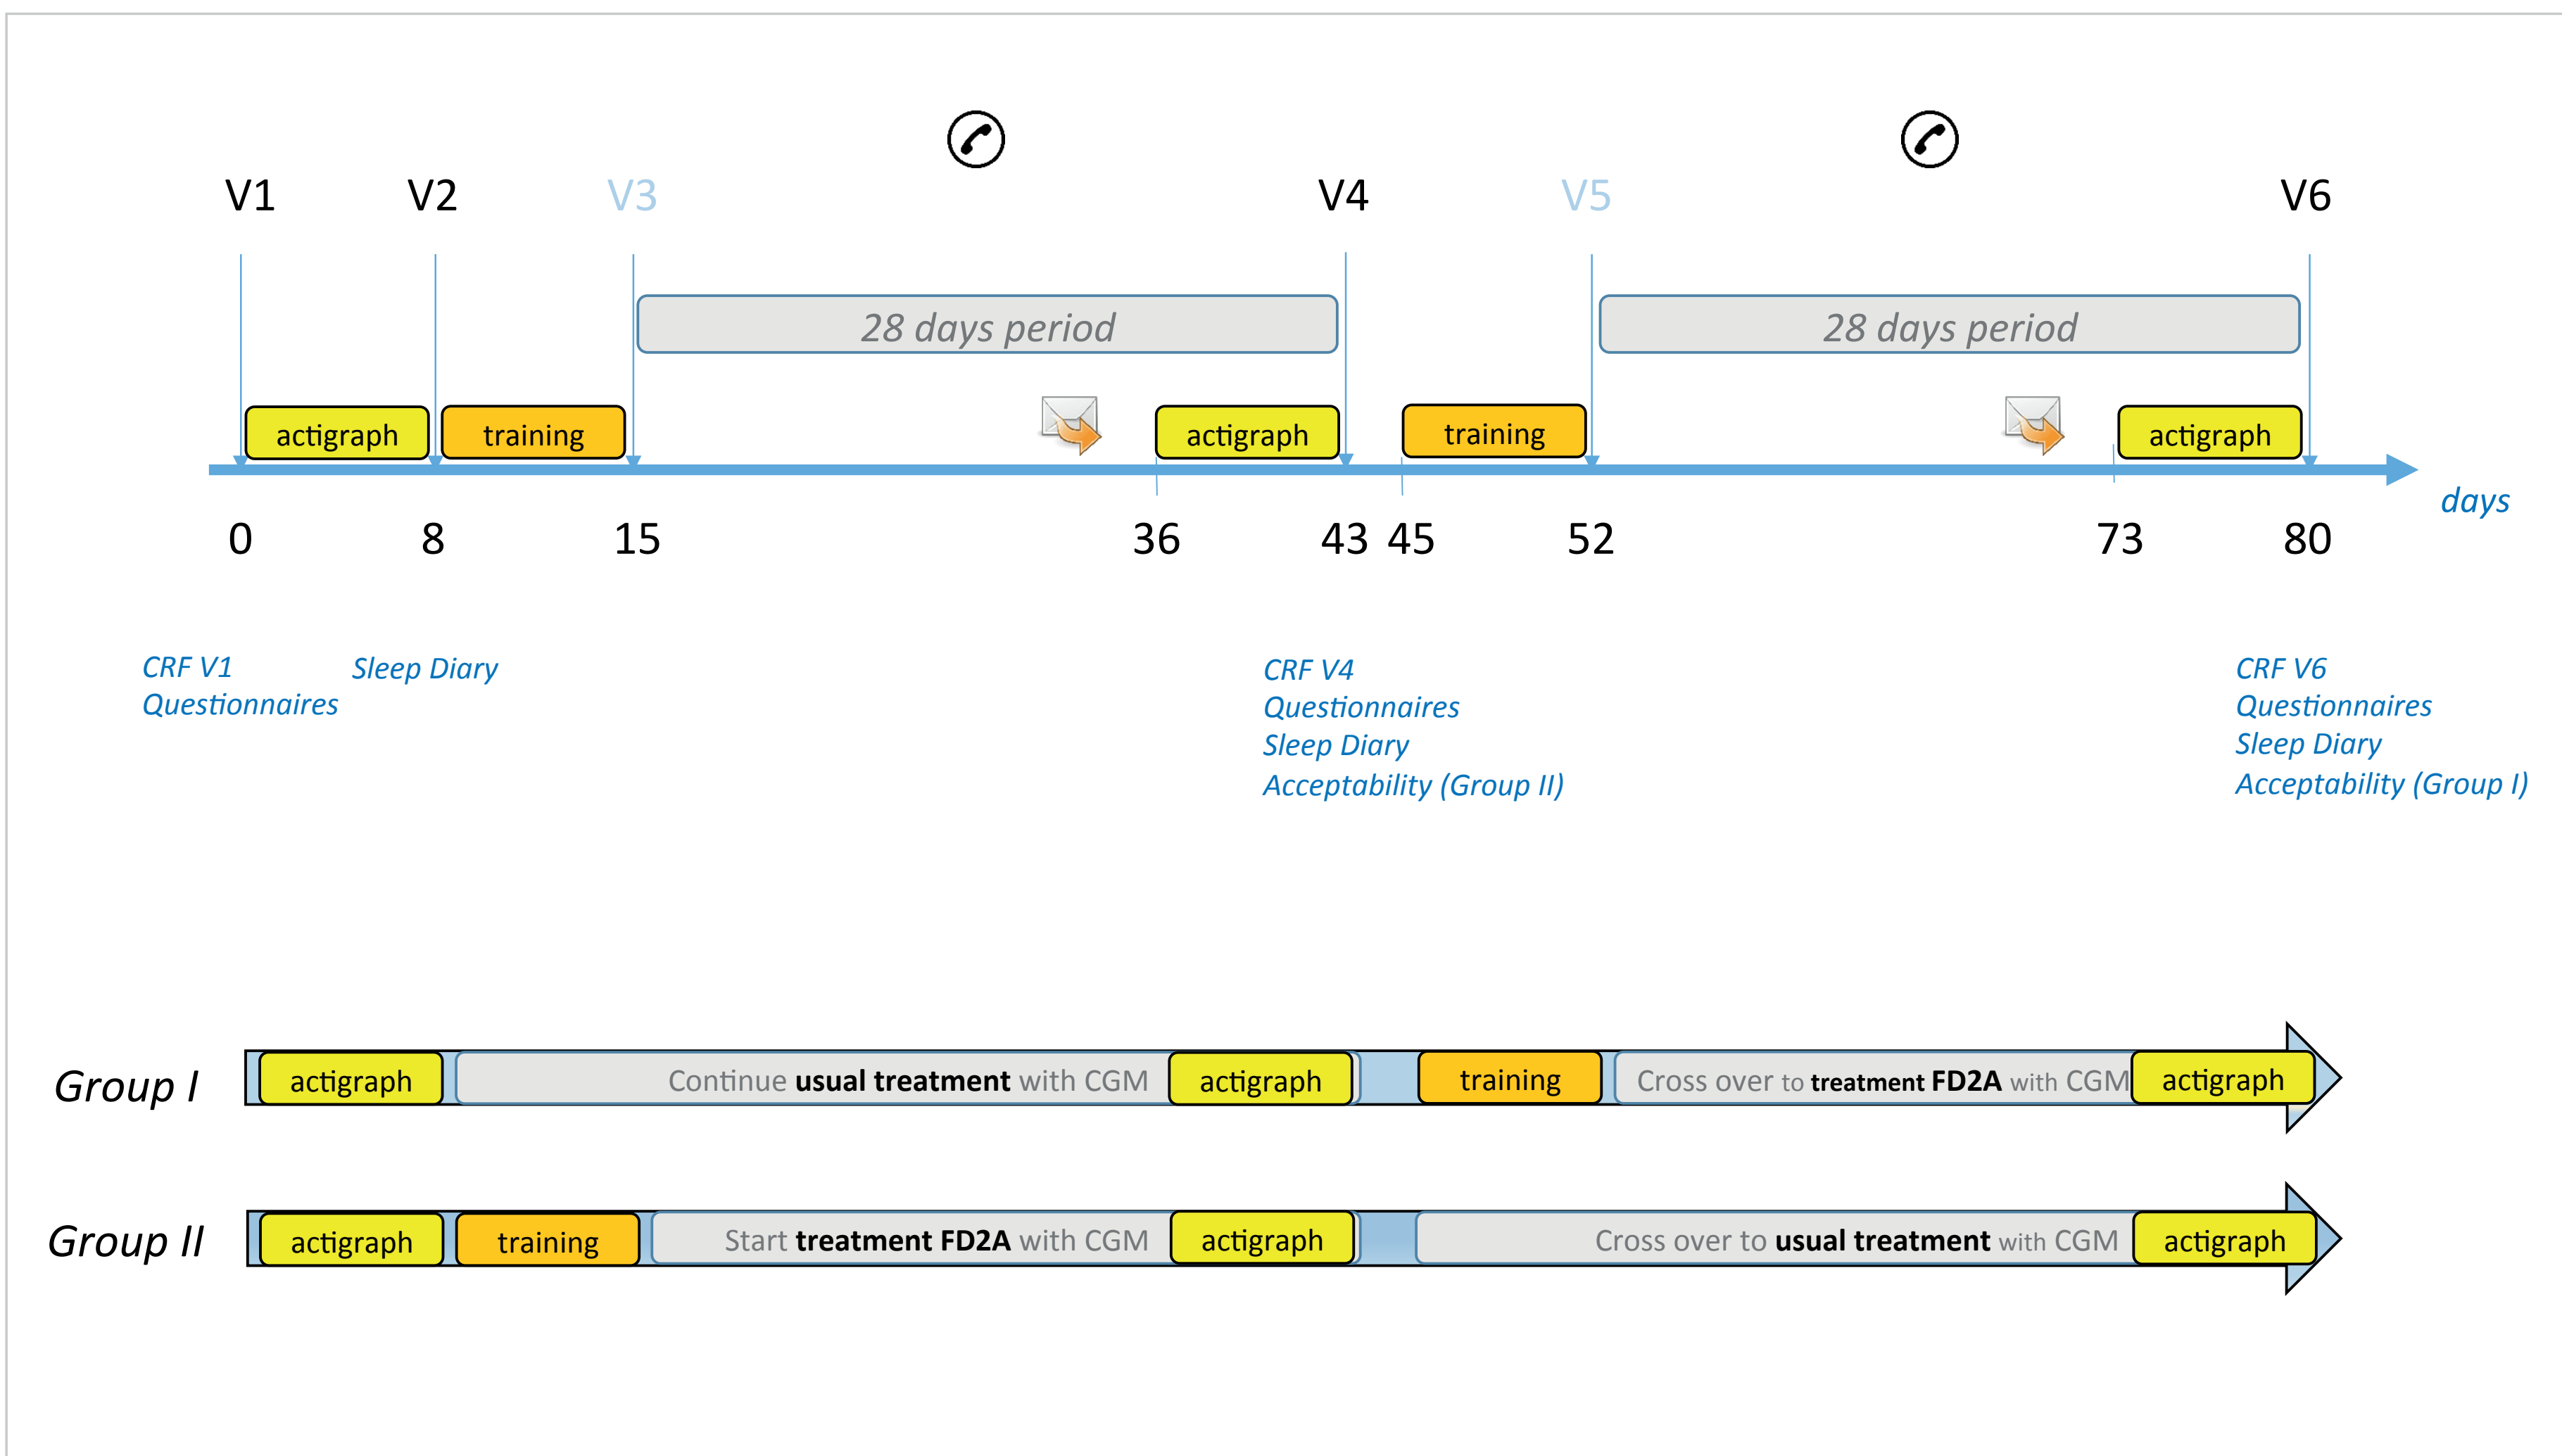 V1 V2 V3 V4 V5 V6
28 days period 28 days period
actigraph training actigraph training actigraph
days
0 8 15 36 43 45 52 73 80
CRF V1
Questionnaires
Sleep Diary
CRF V4
Questionnaires
Sleep Diary
Acceptability (Group II)
CRF V6
Questionnaires
Sleep Diary
Acceptability (Group I)
Group I actigraph Continue usual treatment with CGM actigraph training Cross over to treatment FD2A with CGM actigraph
Group II actigraph training Start treatment FD2A with CGM actigraph Cross over to usual treatment with CGM actigraph